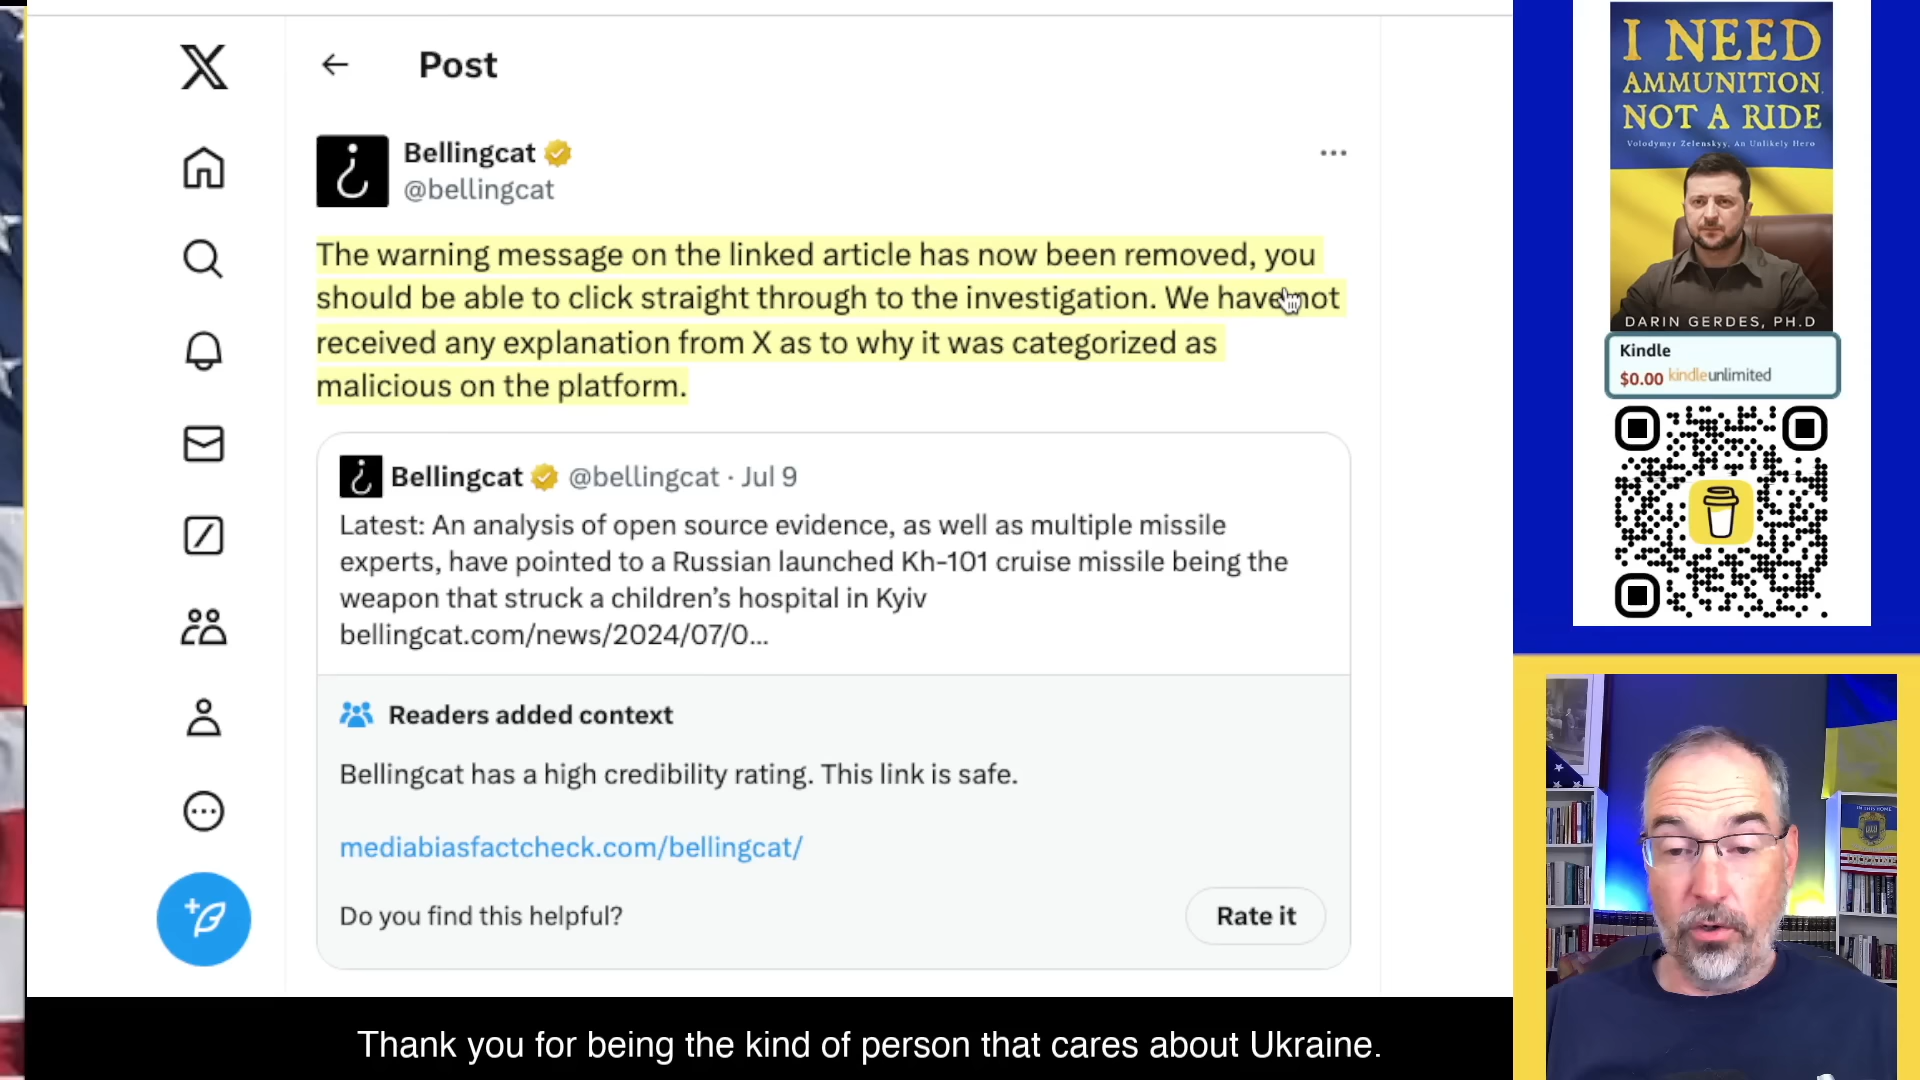 Post
Bellingcat
@bellingcat
The warning message on the linked article has now been removed, you
should be able to click straight through to the investigation. We have not
received any explanation from X as to why it was categorized as
malicious on the platform.
Bellingcat @bellingcat · Jul 9
Latest: An analysis of open source evidence, as well as multiple missile
experts, have pointed to a Russian launched Kh-101 cruise missile being the
weapon that struck a children’s hospital in Kyiv
bellingcat.com/news/2024/07/0...
Readers added context
Bellingcat has a high credibility rating. This link is safe.
mediabiasfactcheck.com/bellingcat/
Do you find this helpful?
Rate it
Thank you for being the kind of person that cares about Ukraine.
I NEED
AMMUNITION,
NOT A RIDE
Volodymyr Zelenskyy, An Unlikely Hero
DARIN GERDES, PH.D
Kindle
$0.00 kindleunlimited
IN THIS HOME
UKRAINE